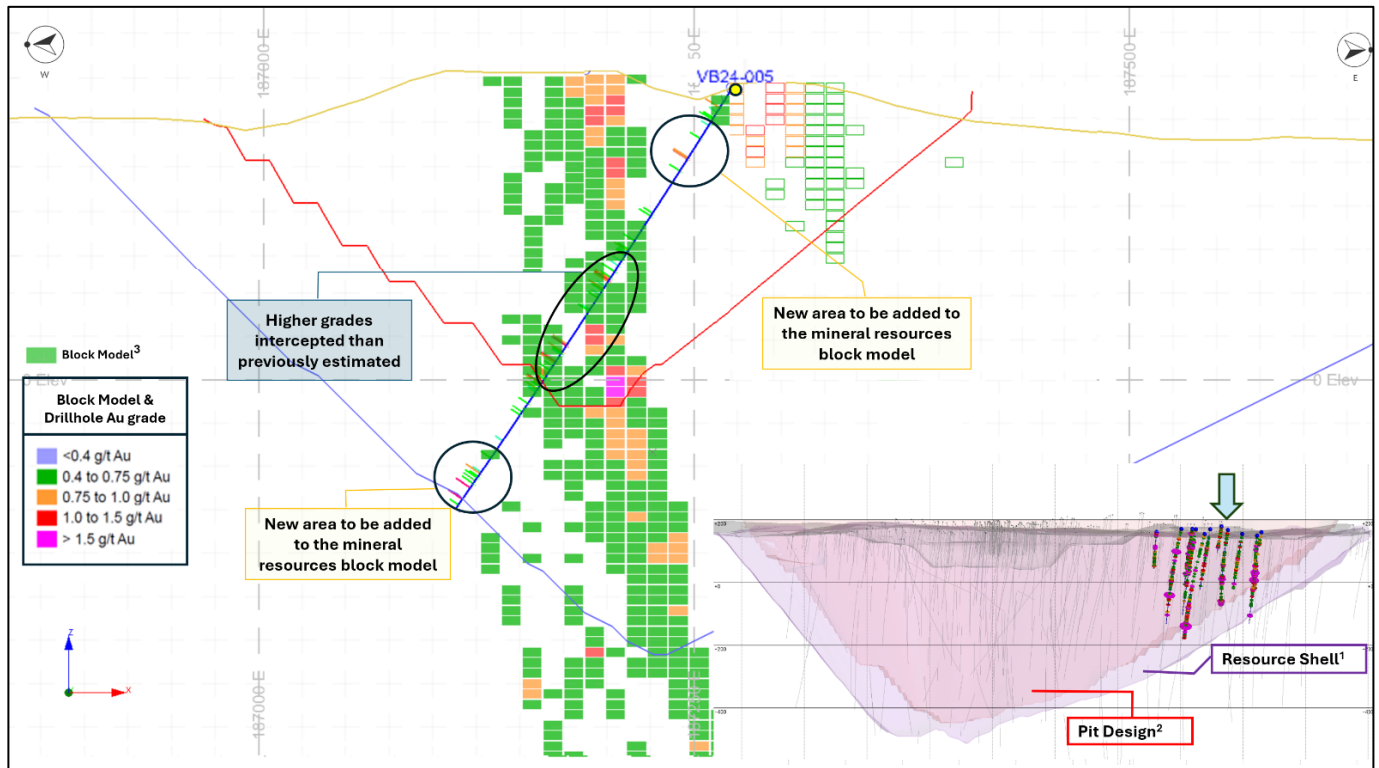 W
187000 E
50
VB24-005
187500 E
E
Higher grades
intercepted than
previously estimated
New area to be added to
the mineral resources
block model
Block Model³
0 Elev
0 Elev
Block Model &
Drillhole Au grade
<0.4 g/t Au
0.4 to 0.75 g/t Au
0.75 to 1.0 g/t Au
1.0 to 1.5 g/t Au
> 1.5 g/t Au
New area to be added
to the mineral
resources block model
Z
X
187000 E
Resource Shell¹
Pit Design²